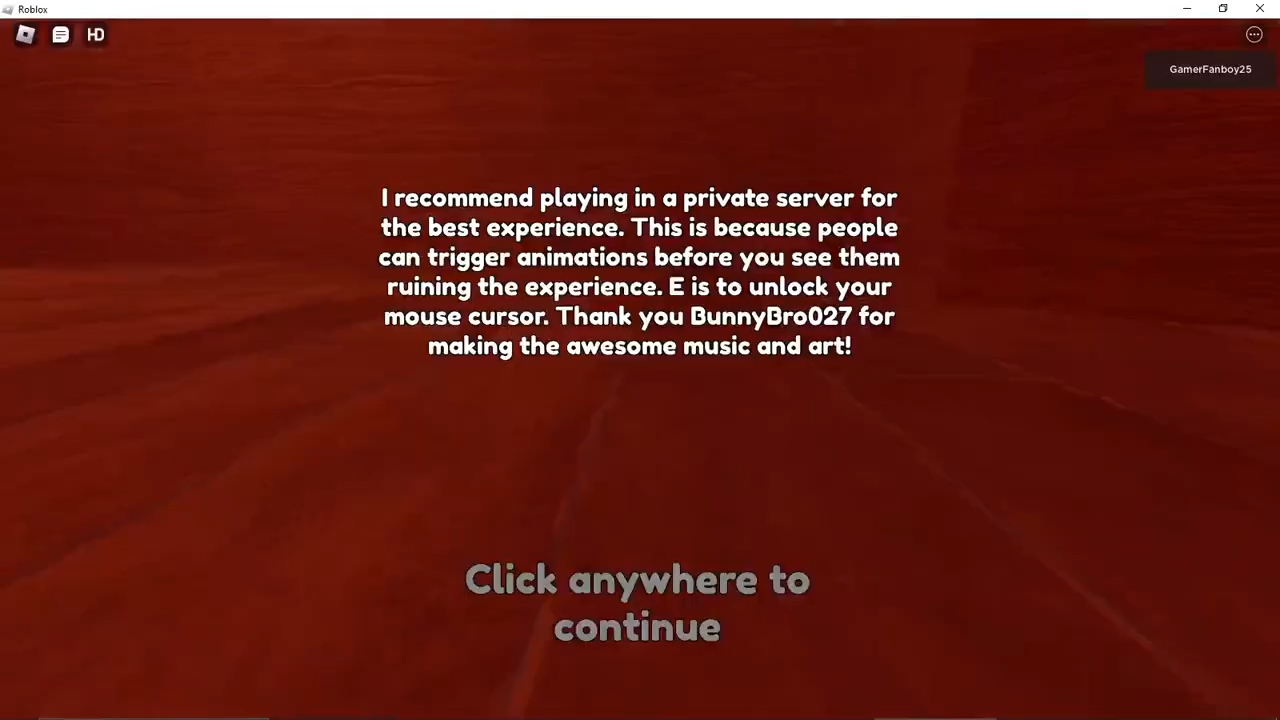 Roblox
HD
GamerFanboy25
I recommend playing in a private server for
the best experience. This is because people
can trigger animations before you see them
ruining the experience. E is to unlock your
mouse cursor. Thank you BunnyBro027 for
making the awesome music and art!
Click anywhere to
continue